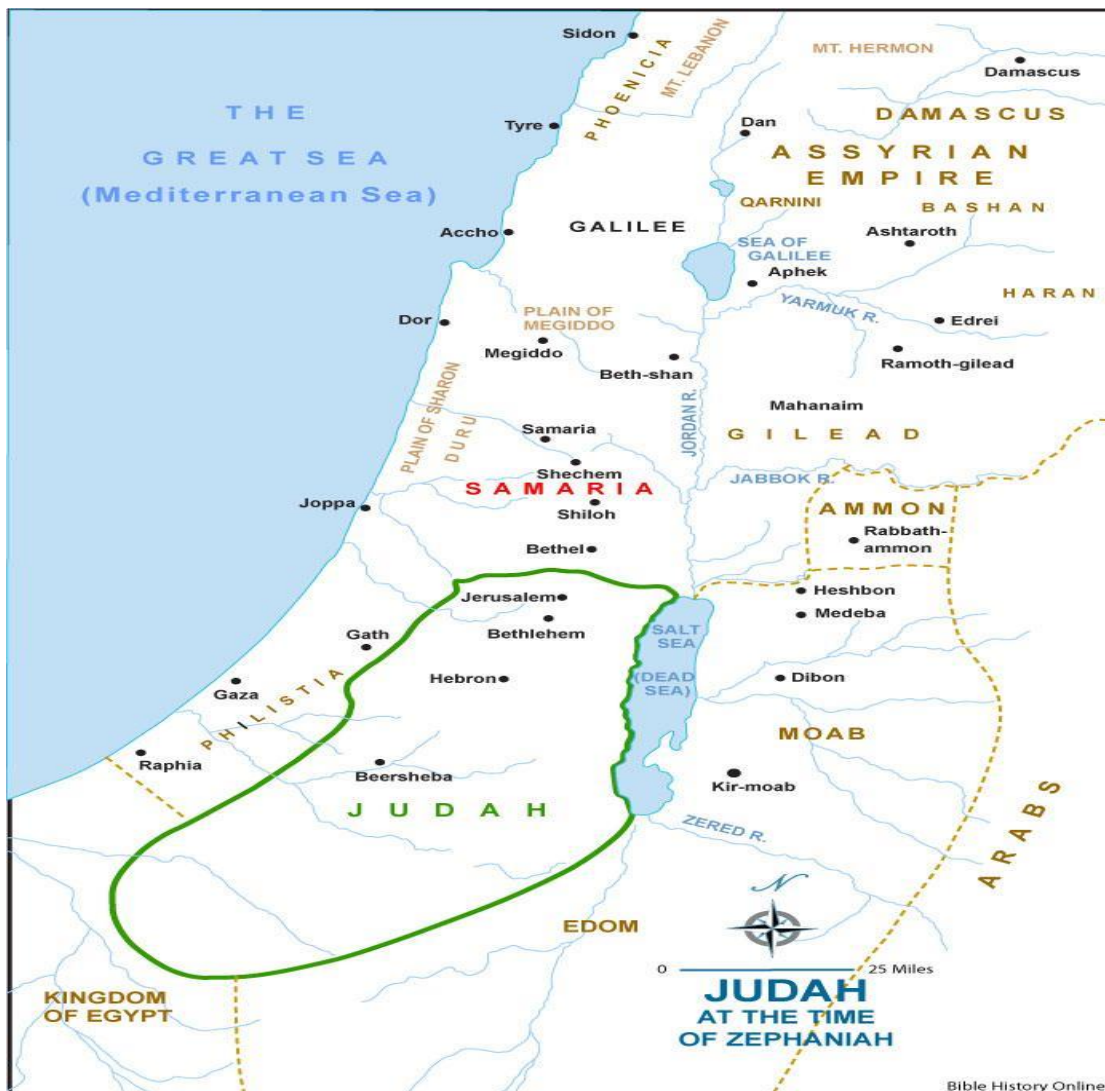 Sidon
PHOENICIA
MT. LEBANON
MT. HERMON
Damascus
THE
GREAT SEA
(Mediterranean Sea)
Tyre
Dan
DAMASCUS
ASSYRIAN
EMPIRE
QARNINI
BASHAN
Accho
GALILEE
SEA OF
GALILEE
Ashtaroth
Aphek
HARAN
YARMUK R.
Dor
PLAIN OF
MEGIDDO
Edrei
Megiddo
Beth-shan
Ramoth-gilead
PLAIN OF SHARON
DURU
JORDAN R.
Mahanaim
Samaria
GILEAD
Shechem
SAMARIA
JABBOK R.
Joppa
Shiloh
AMMON
Rabbath-
ammon
Bethel
Jerusalem
Heshbon
Bethlehem
Medeba
SALT
SEA
(DEAD
SEA)
Gath
Hebron
Dibon
Gaza
PHILISTIA
MOAB
Raphia
Beersheba
Kir-moab
JUDAH
ZERED R.
ARABS
N
EDOM
0
25 Miles
KINGDOM
OF EGYPT
JUDAH
AT THE TIME
OF ZEPHANIAH
Bible History Online